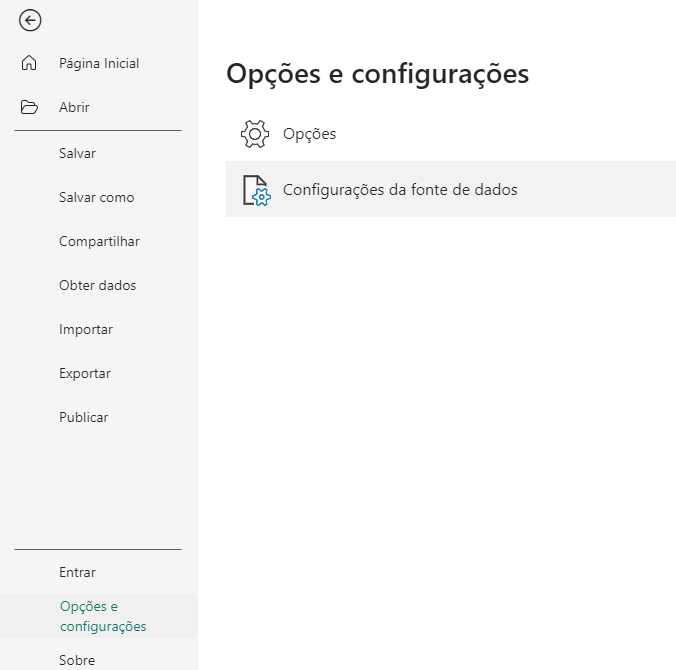 Página Inicial
Abrir
Salvar
Salvar como
Compartilhar
Obter dados
Importar
Exportar
Publicar
Entrar
Opções e
configurações
Sobre
Opções e configurações
Opções
Configurações da fonte de dados